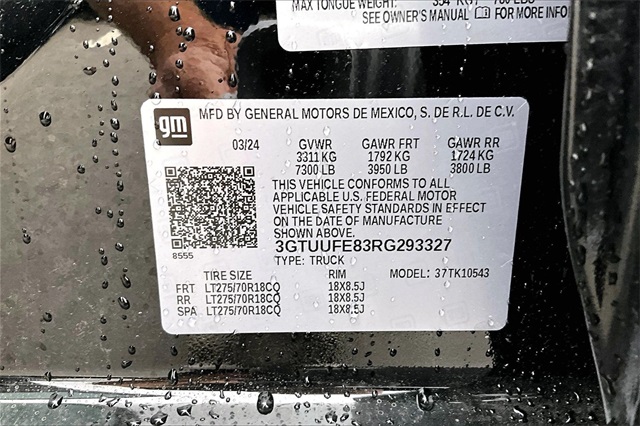 MAX TONGUE WEIGHT: 354 KG
SEE OWNER'S MANUAL FOR MORE INFO
gm MFD BY GENERAL MOTORS DE MEXICO, S. DE R.L. DE C.V.
03/24 GVWR GAWR FRT GAWR RR
3311 KG 1792 KG 1724 KG
7300 LB 3950 LB 3800 LB
THIS VEHICLE CONFORMS TO ALL
APPLICABLE U.S. FEDERAL MOTOR
VEHICLE SAFETY STANDARDS IN EFFECT
ON THE DATE OF MANUFACTURE
SHOWN ABOVE.
3GTUUFE83RG293327
8555 TYPE: TRUCK
TIRE SIZE RIM MODEL: 37TK10543
FRT LT275/70R18CQ 18X8.5J
RR LT275/70R18CQ 18X8.5J
SPA LT275/70R18CQ 18X8.5J